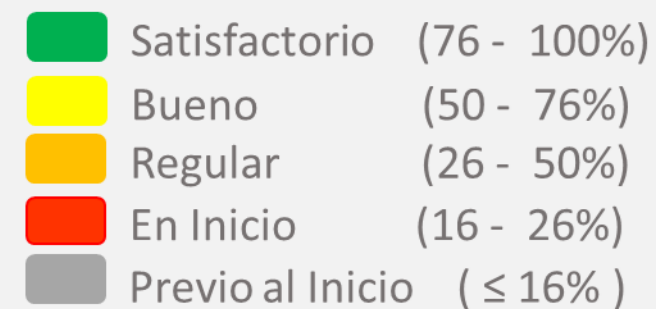 Satisfactorio (76 - 100%)
Bueno (50 - 76%)
Regular (26 - 50%)
En Inicio (16 - 26%)
Previo al Inicio ( ≤ 16% )